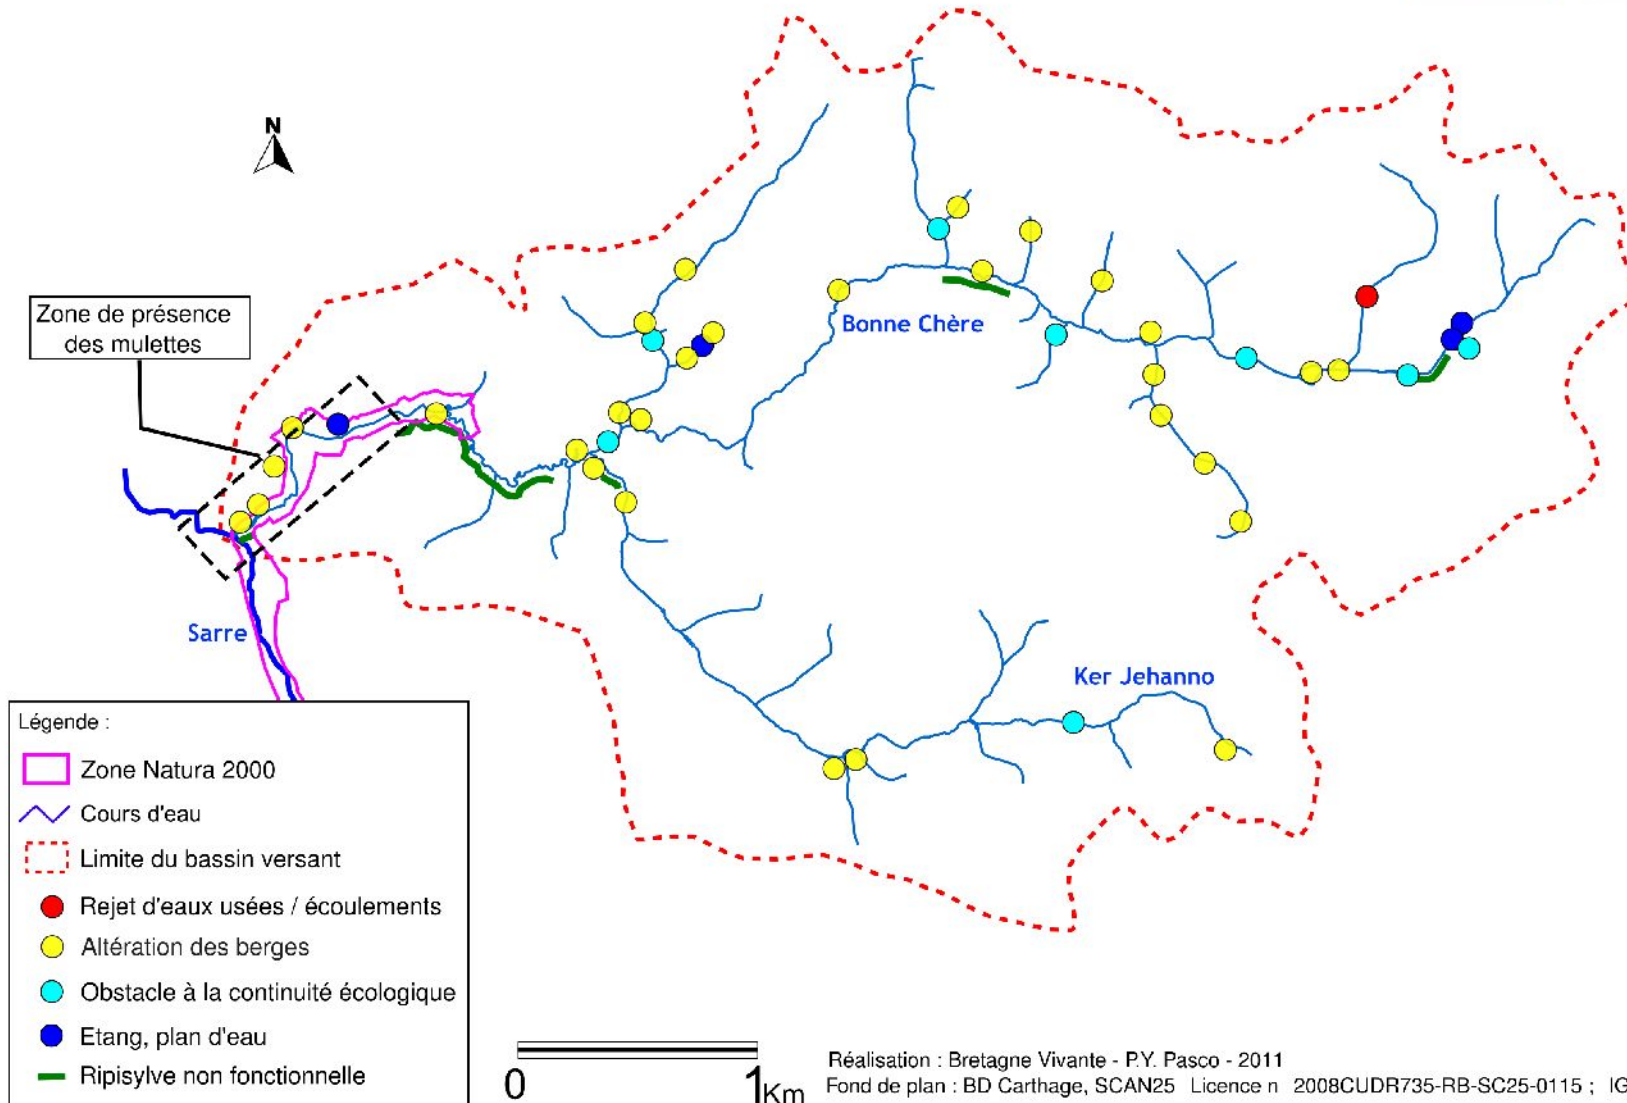 N
Zone de présence
des mulettes
Bonne Chère
Sarre
Ker Jehanno
Légende :
Zone Natura 2000
Cours d'eau
Limite du bassin versant
Rejet d'eaux usées / écoulements
Altération des berges
Obstacle à la continuité écologique
Etang, plan d'eau
Ripisylve non fonctionnelle
0 1Km
Réalisation : Bretagne Vivante - P.Y. Pasco - 2011
Fond de plan : BD Carthage, SCAN25 Licence n 2008CUDR735-RB-SC25-0115 ; IG